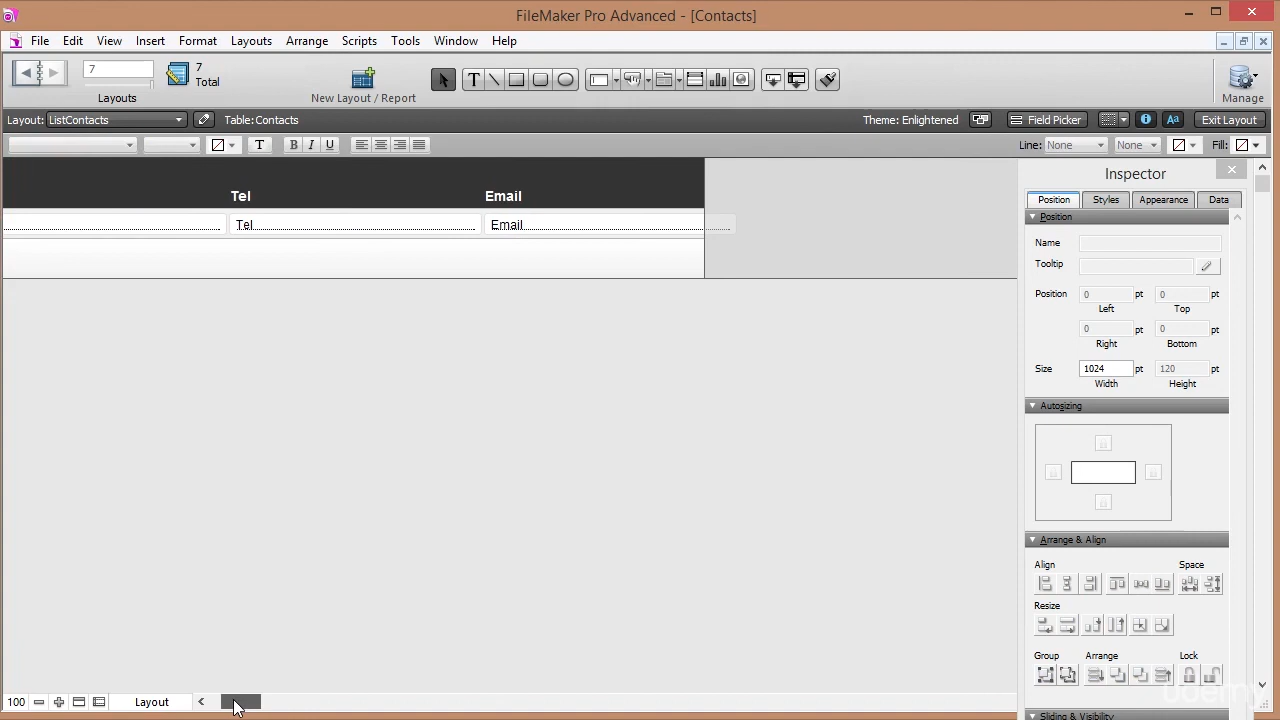 FileMaker Pro Advanced - [Contacts]
File Edit View Insert Format Layouts Arrange Scripts Tools Window Help
7
7
Total
Layouts
New Layout / Report
Manage
Layout: ListContacts Table: Contacts Theme: Enlightened Field Picker Aa Exit Layout
T B I U Line: None None Fill:
Tel Email
Tel Email
Inspector
Position Styles Appearance Data
Position
Name
Tooltip
Position 0 pt 0 pt
Left Top
0 pt 0 pt
Right Bottom
Size 1024 pt 120 pt
Width Height
Autosizing
Arrange & Align
Align Space
Resize
Group Arrange Lock
Sliding & Visibility
100 Layout
udemy